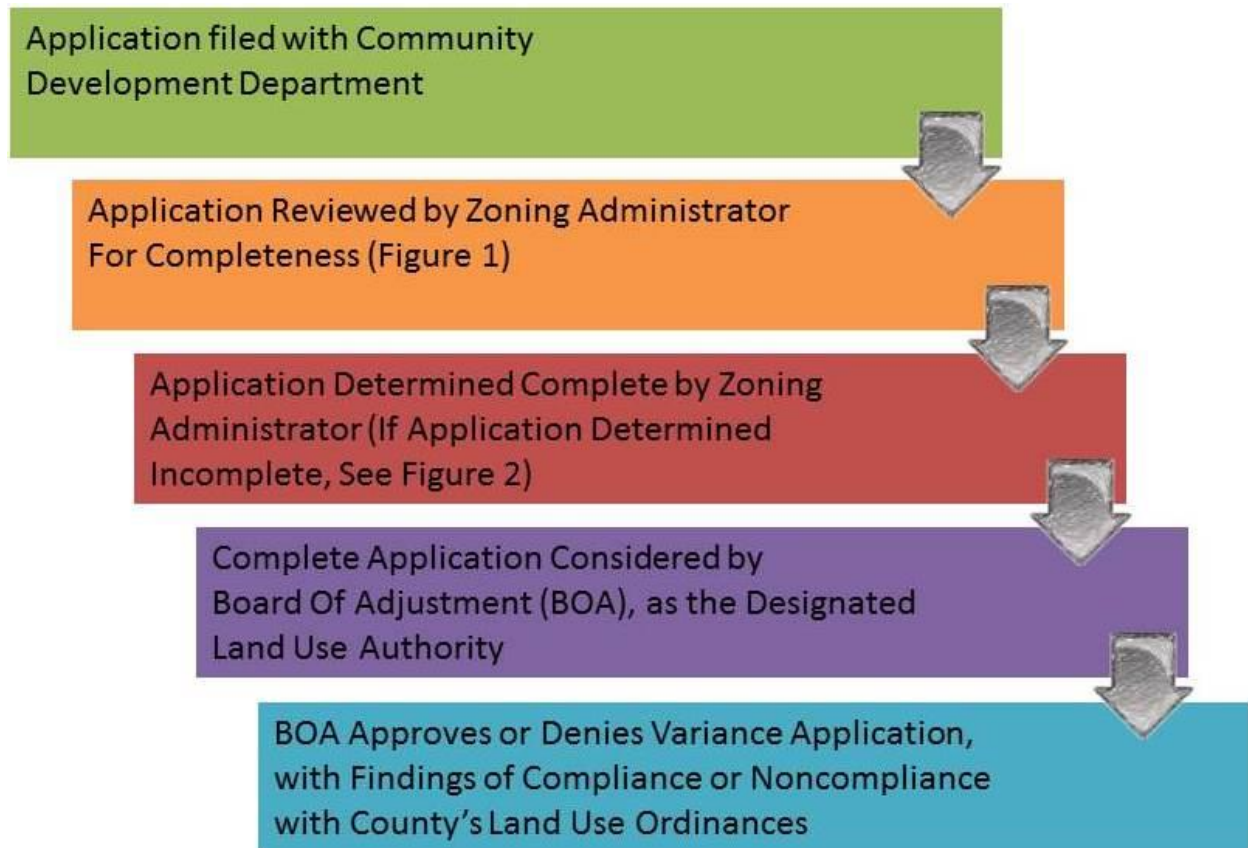 Application filed with Community
Development Department
Application Reviewed by Zoning Administrator
For Completeness (Figure 1)
Application Determined Complete by Zoning
Administrator (If Application Determined
Incomplete, See Figure 2)
Complete Application Considered by
Board Of Adjustment (BOA), as the Designated
Land Use Authority
BOA Approves or Denies Variance Application,
with Findings of Compliance or Noncompliance
with County's Land Use Ordinances